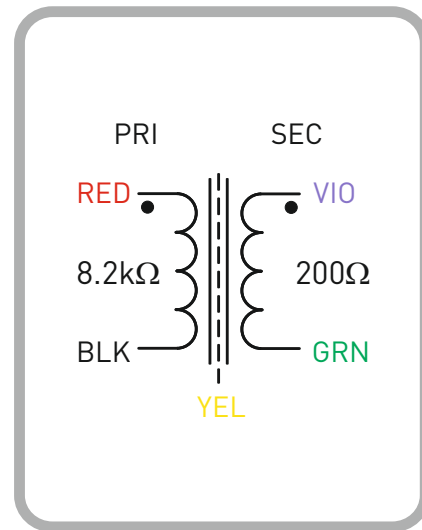 PRI SEC
RED VIO
8.2kΩ 200Ω
BLK GRN
YEL